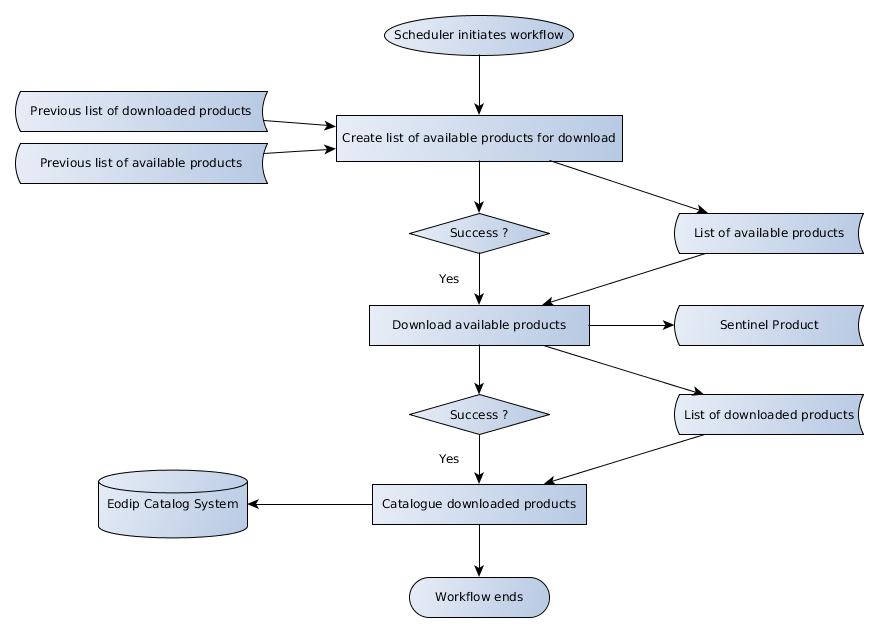 Scheduler initiates workflow
Previous list of downloaded products
Create list of available products for download
Previous list of available products
Success ?
List of available products
Yes
Download available products
Sentinel Product
Success ?
List of downloaded products
Yes
Eodip Catalog System
Catalogue downloaded products
Workflow ends